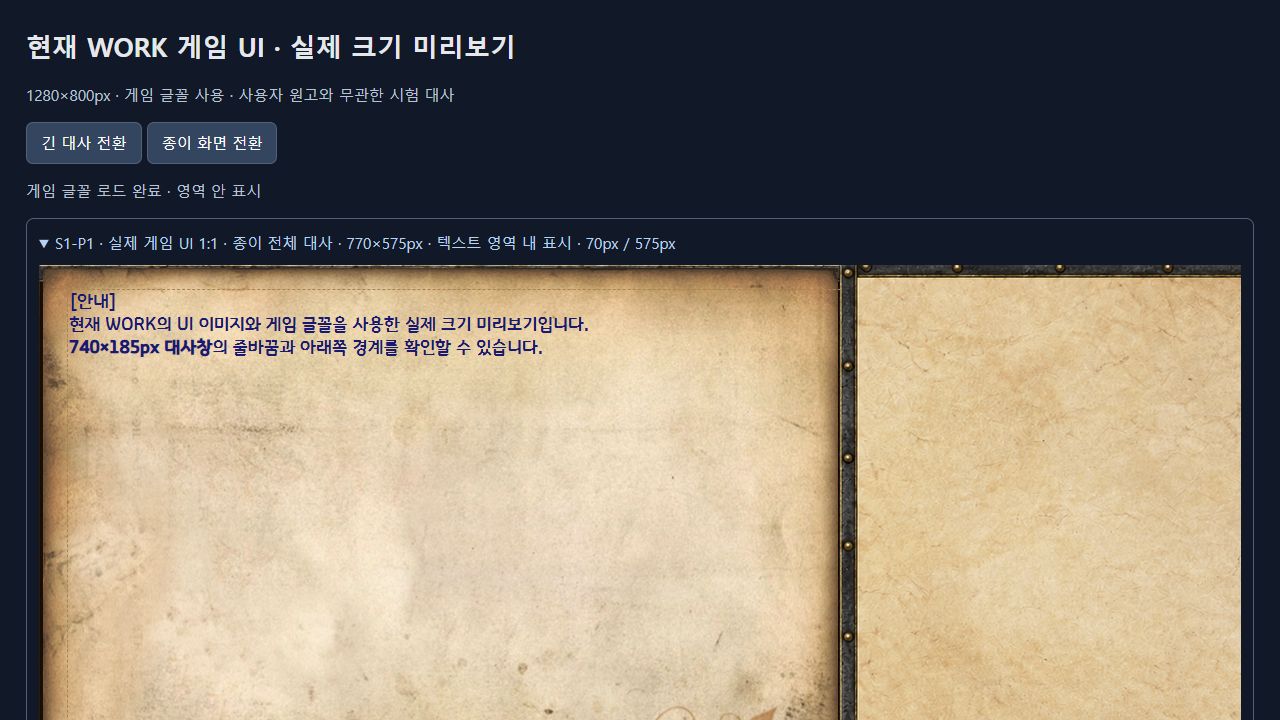 현재 WORK 게임 UI · 실제 크기 미리보기
1280×800px · 게임 글꼴 사용 · 사용자 원고와 무관한 시험 대사
긴 대사 전환
종이 화면 전환
게임 글꼴 로드 완료 · 영역 안 표시
▼ S1-P1 · 실제 게임 UI 1:1 · 종이 전체 대사 · 770×575px · 텍스트 영역 내 표시 · 70px / 575px
[안내]
현재 WORK의 UI 이미지와 게임 글꼴을 사용한 실제 크기 미리보기입니다.
740×185px 대사창의 줄바꿈과 아래쪽 경계를 확인할 수 있습니다.